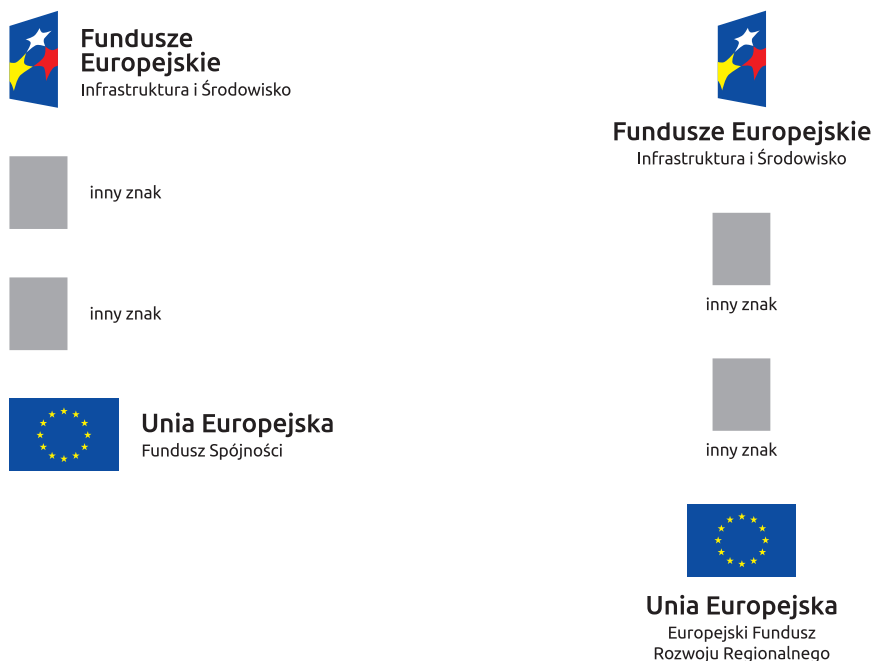 Fundusze
Europejskie
Infrastruktura i Środowisko
inny znak
inny znak
Unia Europejska
Fundusz Spójności
Fundusze Europejskie
Infrastruktura i Środowisko
inny znak
inny znak
Unia Europejska
Europejski Fundusz
Rozwoju Regionalnego